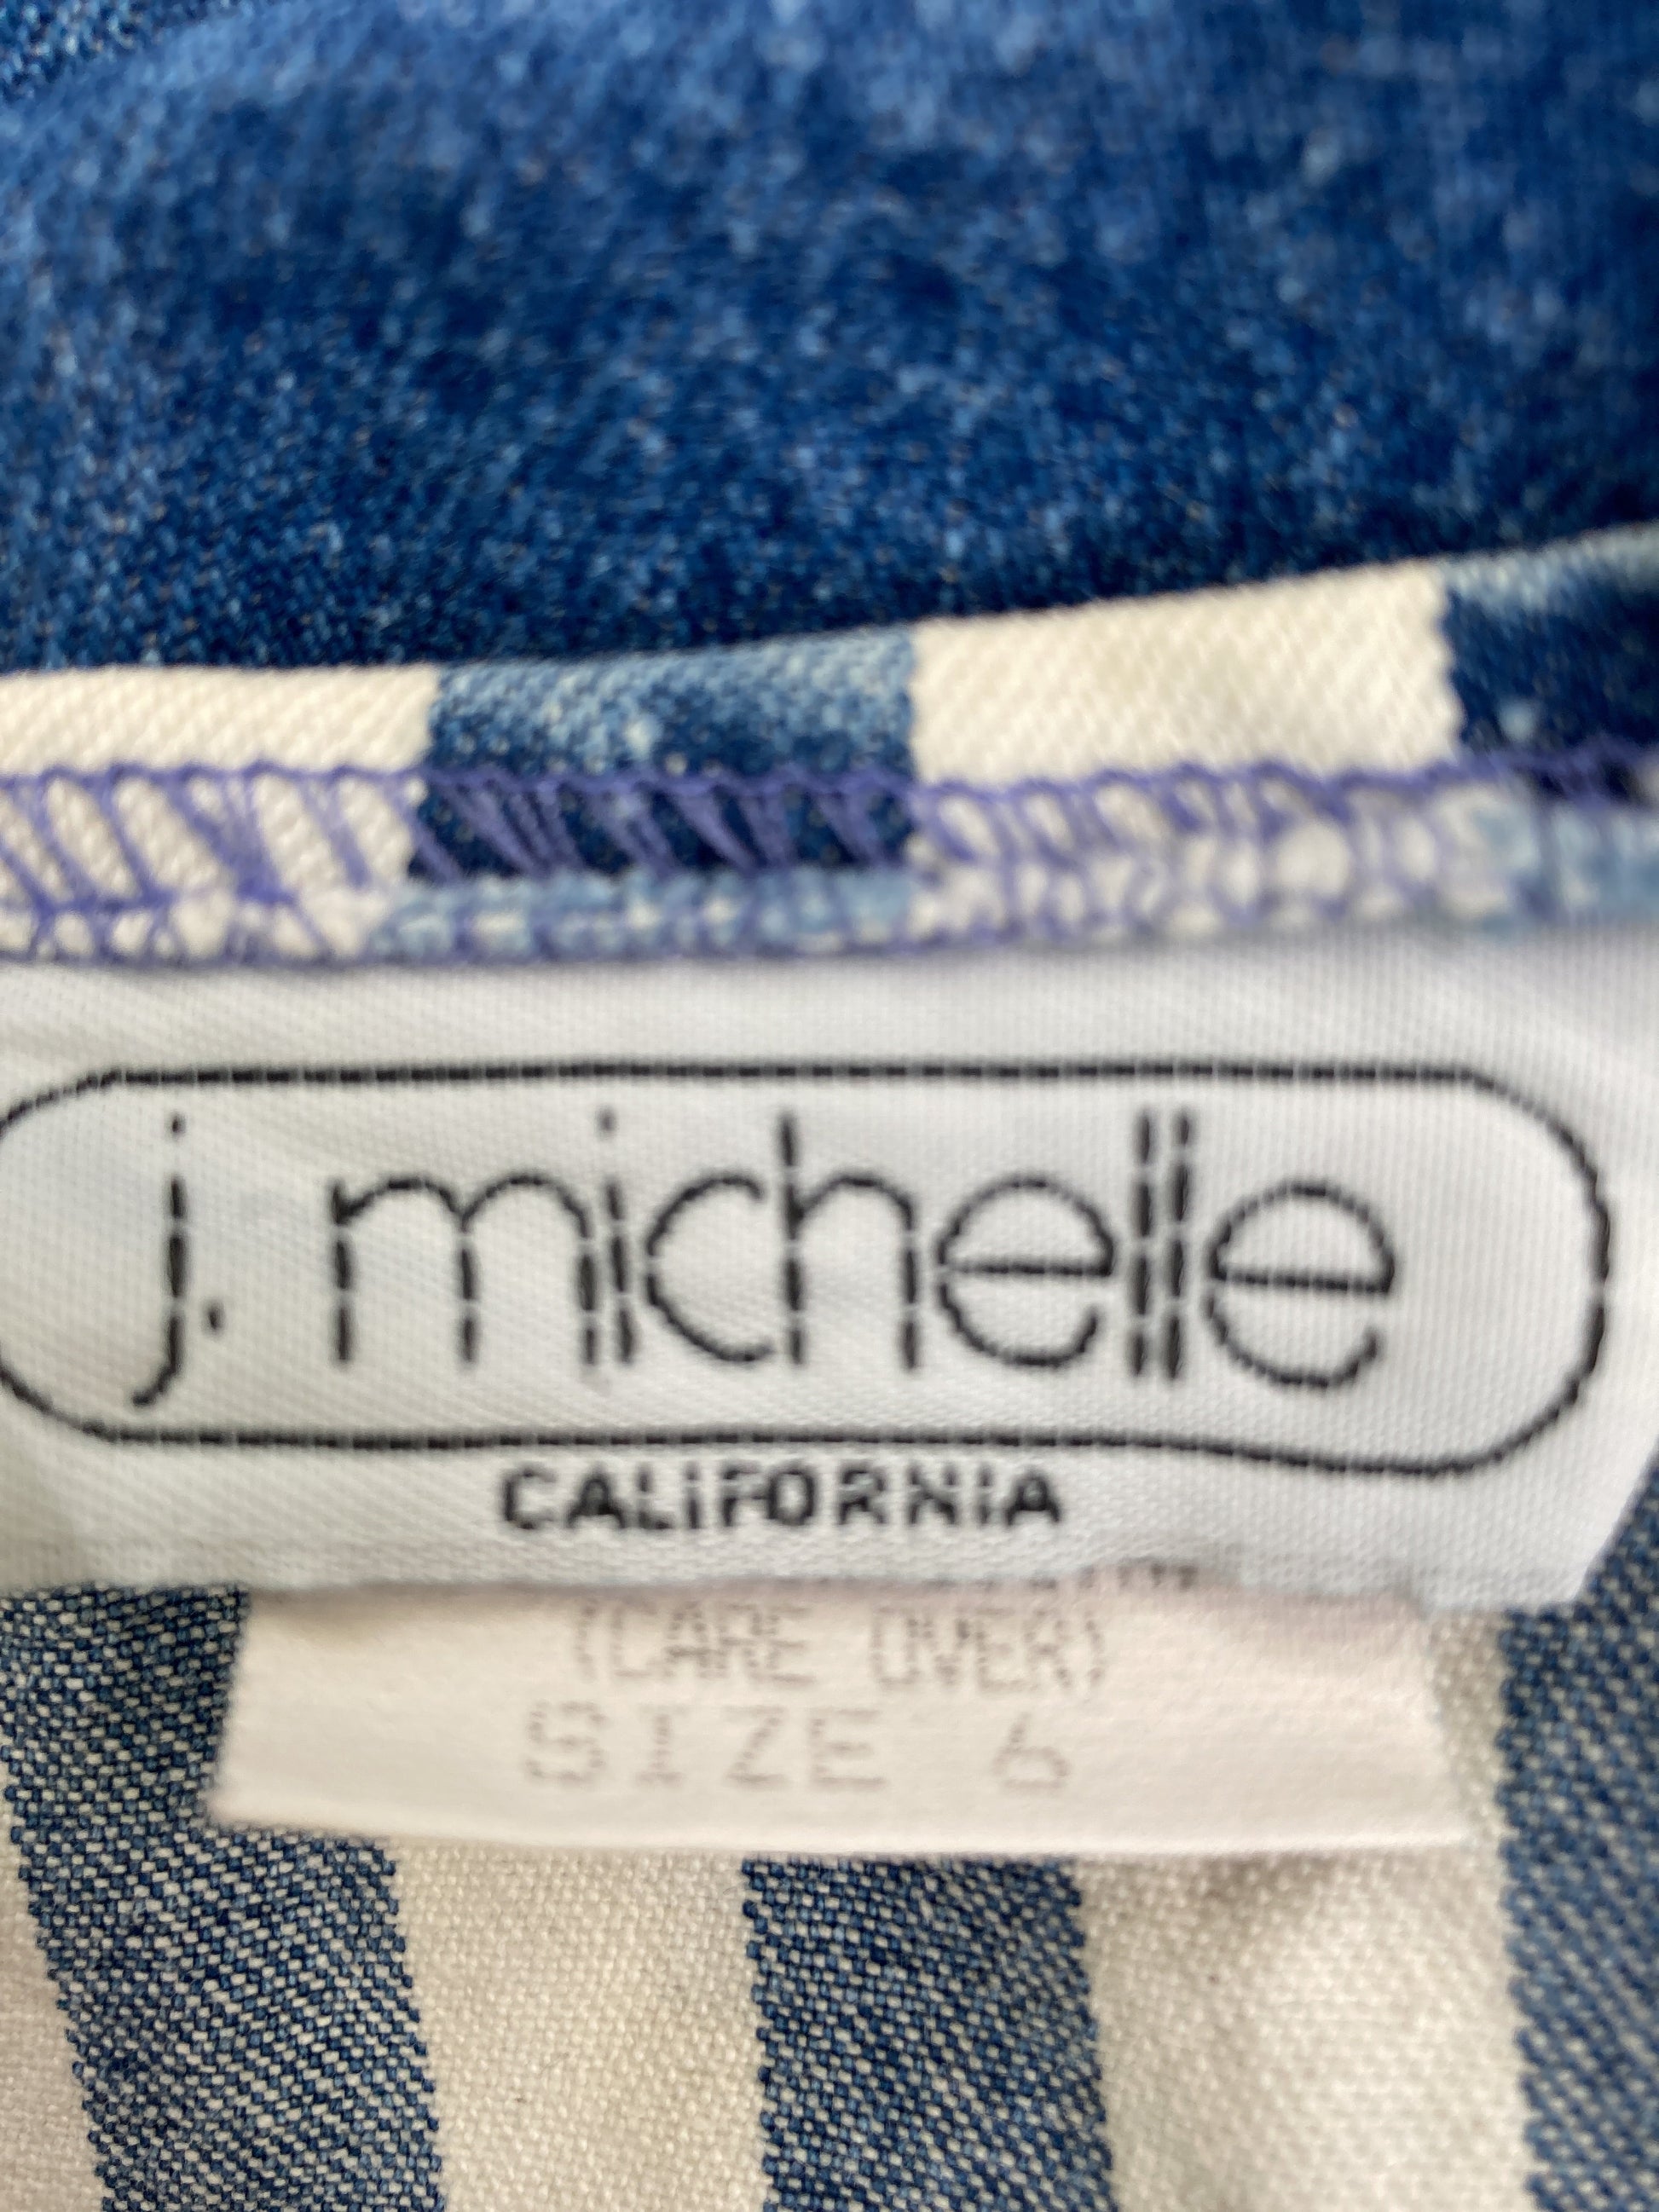 j. michelle
CALiFORNiA
(CARE OVER)
SIZE 6